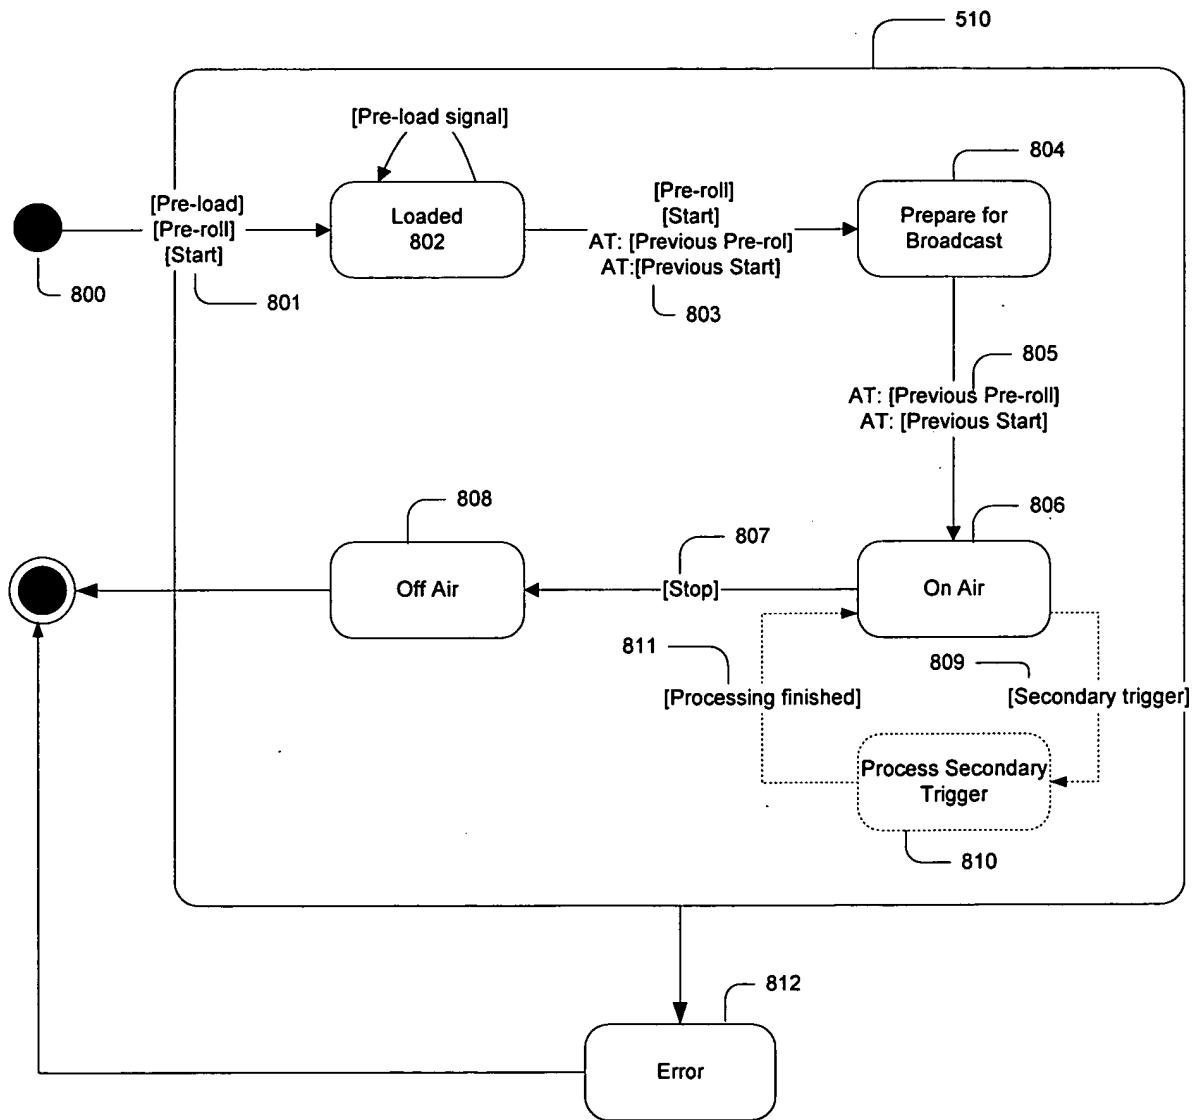 510
[Pre-load signal]
804
[Pre-load]
[Pre-roll]
[Start]
Loaded
802
[Pre-roll]
[Start]
AT: [Previous Pre-rol]
AT:[Previous Start]
Prepare for
Broadcast
800
801
803
805
AT: [Previous Pre-roll]
AT: [Previous Start]
808
807
806
Off Air
[Stop]
On Air
811
809
[Processing finished]
[Secondary trigger]
Process Secondary
Trigger
810
812
Error